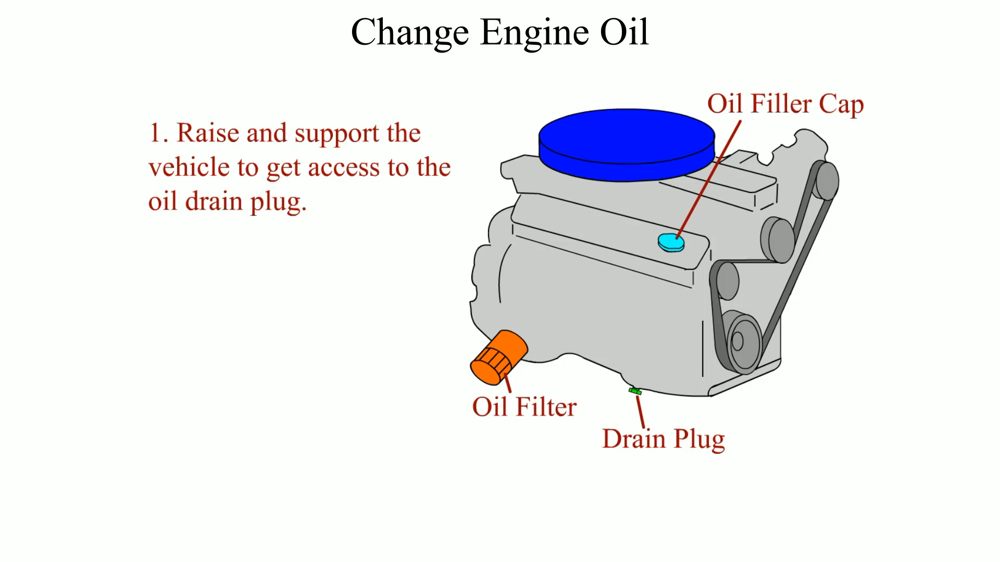 Change Engine Oil
1. Raise and support the
vehicle to get access to the
oil drain plug.
Oil Filler Cap
Oil Filter
Drain Plug